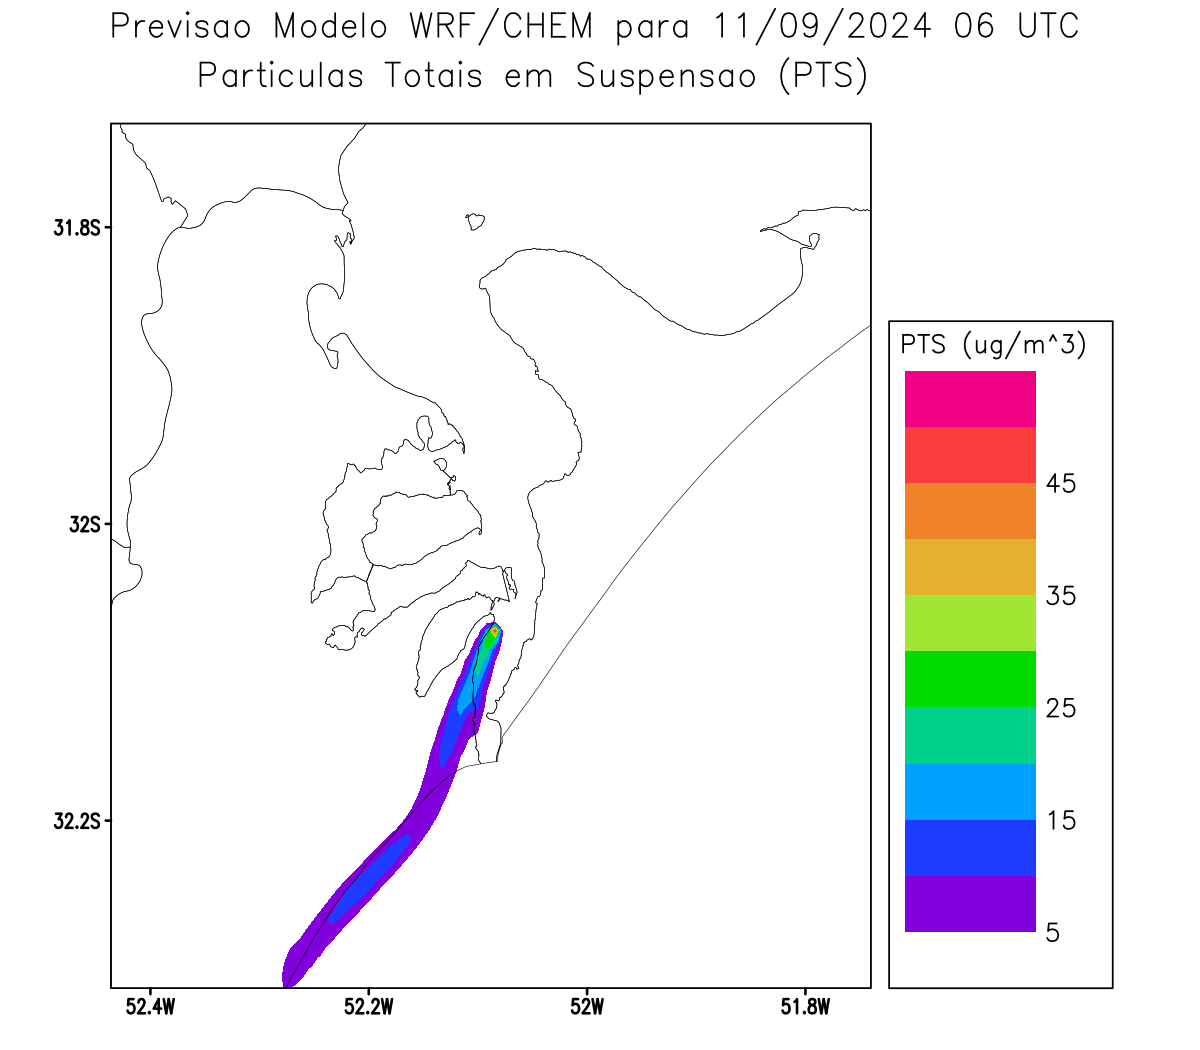 Previsao Modelo WRF/CHEM para 11/09/2024 06 UTC
Particulas Totais em Suspensao (PTS)
31.8S
32S
32.2S
52.4W
52.2W
52W
51.8W
PTS (ug/m^3)
45
35
25
15
5